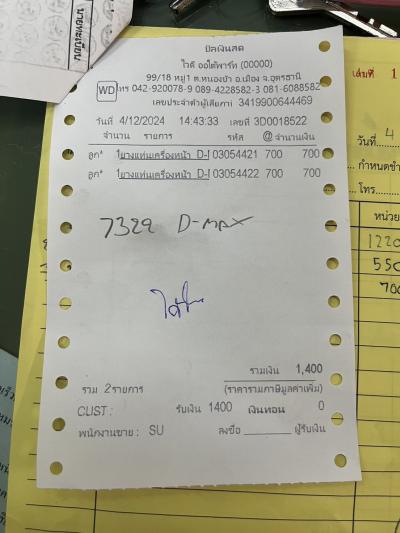 นายทะเบียน
เล่มที่ 1
บิลเงินสด
ไวดี ออโต้พาร์ท (00000)
99/18 หมู่1 ต.หนองบัว อ.เมือง จ.อุดรธานี
WD โทร 042-920078-9 089-4228582-3 081-6088582
เลขประจำตัวผู้เสียภาษี 3419900644469
วันที่ 4/12/2024 14:43:33 เลขที่ 3D0018522
จำนวน รายการ รหัส @ จำนวนเงิน
ลูก* 1ยางแท่นเครื่องหน้า D-I 03054421 700 700
ลูก* 1ยางแท่นเครื่องหน้า D-I 03054422 700 700
7329 D-MAX
รวมเงิน 1,400
รวม 2รายการ (ราคารวมภาษีมูลค่าเพิ่ม)
CUST : รับเงิน 1400 เงินทอน 0
พนักงานขาย : SU ลงชื่อ ________ ผู้รับเงิน
วันที่ 4
กำหนดชำ
โทร.
หน่วย
1220
550
700